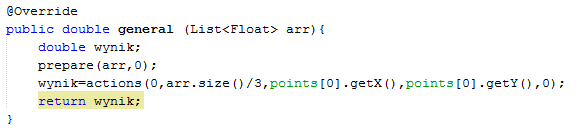 @Override
public double general (List<Float> arr){
double wynik;
prepare(arr,0);
wynik=actions(0,arr.size()/3,points[0].getX(),points[0].getY(),0);
return wynik;
}